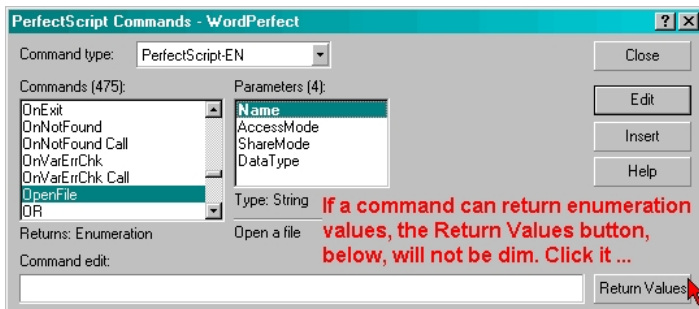 PerfectScript Commands - WordPerfect
Command type: PerfectScript-EN
Close
Commands (475): Parameters (4):
Edit
OnExit
OnNotFound
OnNotFound Call
OnVarErrChk
OnVarErrChk Call
OpenFile
OR
Name
AccessMode
ShareMode
DataType
Insert
Help
Type: String
If a command can return enumeration
values, the Return Values button,
below, will not be dim. Click it ...
Returns: Enumeration
Open a file
Command edit:
Return Values